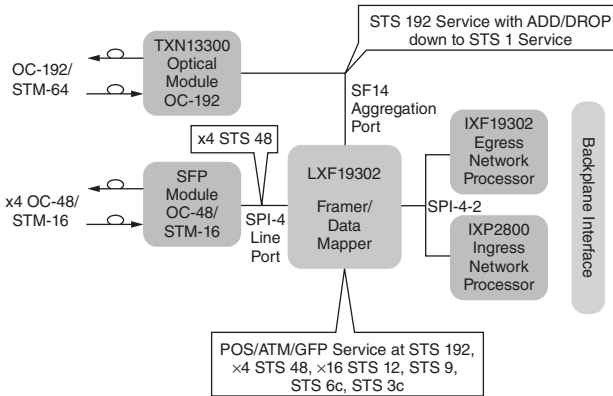 STS 192 Service with ADD/DROP
down to STS 1 Service
TXN13300
Optical
Module
OC-192
OC-192/
STM-64
SF14
Aggregation
Port
x4 STS 48
IXF19302
Egress
Network
Processor
Backplane Interface
SFP
Module
OC-48/
STM-16
x4 OC-48/
STM-16
SPI-4
Line
Port
LXF19302
Framer/
Data
Mapper
SPI-4-2
IXP2800
Ingress
Network
Processor
POS/ATM/GFP Service at STS 192,
×4 STS 48, ×16 STS 12, STS 9,
STS 6c, STS 3c